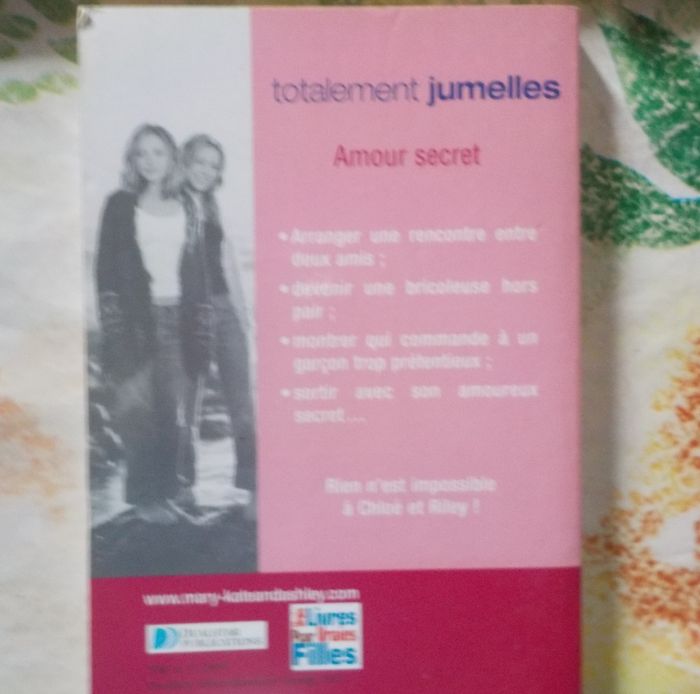 totalement jumelles
Amour secret
• Arranger une rencontre entre
deux amis ;
• devenir une bricoleuse hors
pair ;
• montrer qui commande à un
garçon trop prétentieux ;
• sortir avec son amoureux
secret....
Rien n'est impossible
à Chloé et Riley !
www.mary-kateandashley.com
Livres
Pour Vraies
Filles